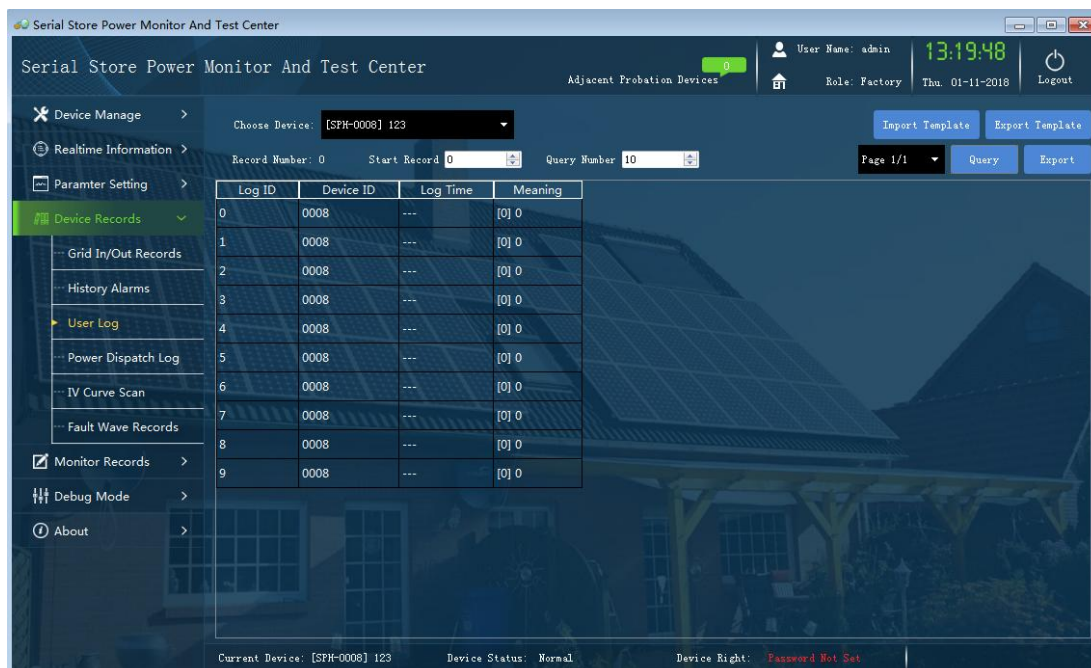 Serial Store Power Monitor And Test Center
Serial Store Power Monitor And Test Center
0
Adjacent Probation Devices
User Name: admin
Role: Factory
13:19:48
Thu. 01-11-2018
Logout
Device Manage
Realtime Information
Paramter Setting
Device Records
Grid In/Out Records
History Alarms
User Log
Power Dispatch Log
IV Curve Scan
Fault Wave Records
Monitor Records
Debug Mode
About
Choose Device: [SPH-0008] 123
Import Template Export Template
Record Number: 0 Start Record 0 Query Number 10 Page 1/1 Query Export
Log ID Device ID Log Time Meaning
0 0008 --- [0] 0
1 0008 --- [0] 0
2 0008 --- [0] 0
3 0008 --- [0] 0
4 0008 --- [0] 0
5 0008 --- [0] 0
6 0008 --- [0] 0
7 0008 --- [0] 0
8 0008 --- [0] 0
9 0008 --- [0] 0
Current Device: [SPH-0008] 123 Device Status: Normal Device Right: Password Not Set